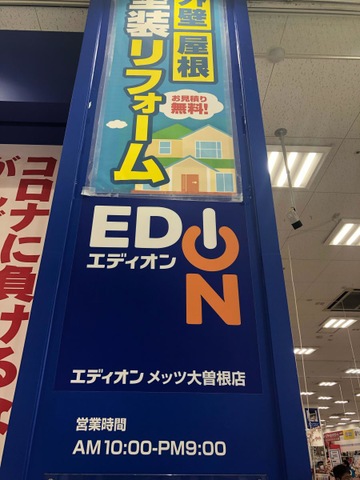 外壁
屋根
塗装リフォーム
お見積り
無料!
EDION
エディオン
エディオン メッツ大曽根店
営業時間
AM10:00-PM9:00
コロナに負けるな